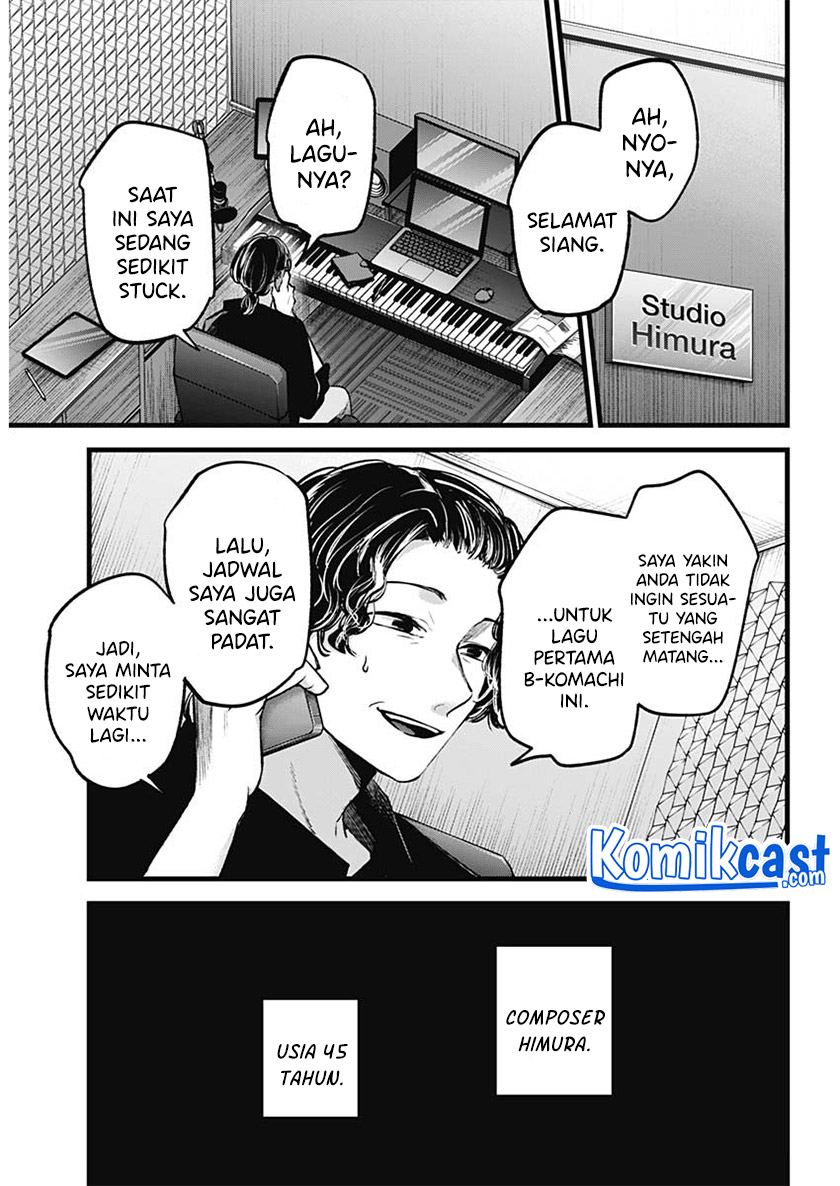 AH,
NYO-
NYA,
SELAMAT
SIANG.
Studio
Himura
AH,
LAGU-
NYA?
SAAT
INI SAYA
SEDANG
SEDIKIT
STUCK.
SAYA YAKIN
ANDA TIDAK
INGIN SESUA-
TU YANG
SETENGAH
MATANG...
...UNTUK
LAGU
PERTAMA
B-KOMACHI
INI.
LALU,
JADWAL
SAYA JUGA
SANGAT
PADAT.
JADI,
SAYA MINTA
SEDIKIT
WAKTU
LAGI...
Komikcast
.com
COMPOSER
HIMURA.
USIA 45
TAHUN.